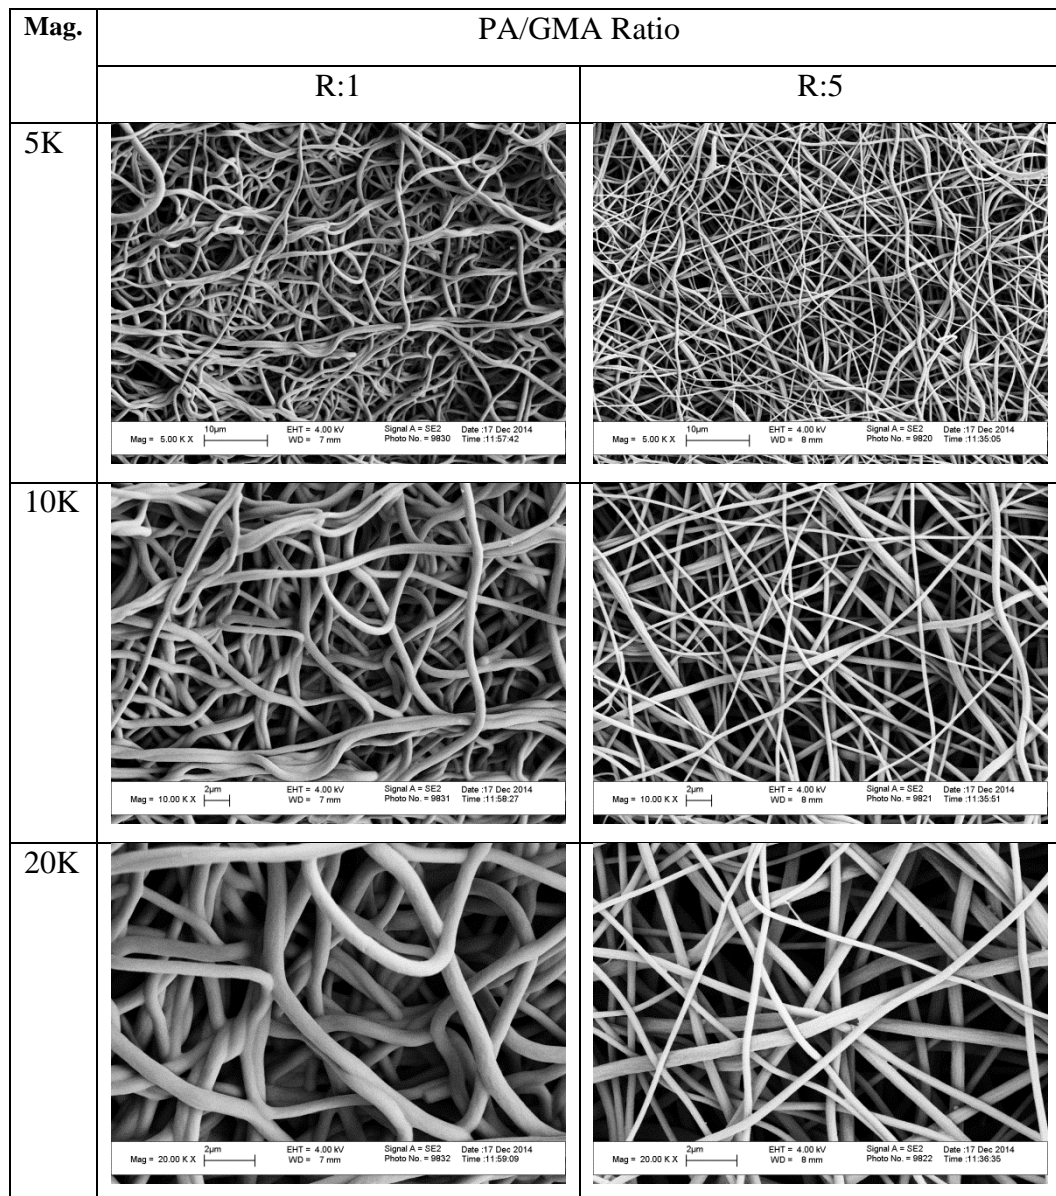 Mag. PA/GMA Ratio
R:1 R:5
5K
10µm EHT = 4.00 kV Signal A = SE2 Date :17 Dec 2014
Mag = 5.00 K X WD = 7 mm Photo No. = 9830 Time :11:57:42
10µm EHT = 4.00 kV Signal A = SE2 Date :17 Dec 2014
Mag = 5.00 K X WD = 8 mm Photo No. = 9820 Time :11:35:05
10K
2µm EHT = 4.00 kV Signal A = SE2 Date :17 Dec 2014
Mag = 10.00 K X WD = 7 mm Photo No. = 9831 Time :11:58:27
2µm EHT = 4.00 kV Signal A = SE2 Date :17 Dec 2014
Mag = 10.00 K X WD = 8 mm Photo No. = 9821 Time :11:35:51
20K
2µm EHT = 4.00 kV Signal A = SE2 Date :17 Dec 2014
Mag = 20.00 K X WD = 7 mm Photo No. = 9832 Time :11:59:09
2µm EHT = 4.00 kV Signal A = SE2 Date :17 Dec 2014
Mag = 20.00 K X WD = 8 mm Photo No. = 9822 Time :11:36:35